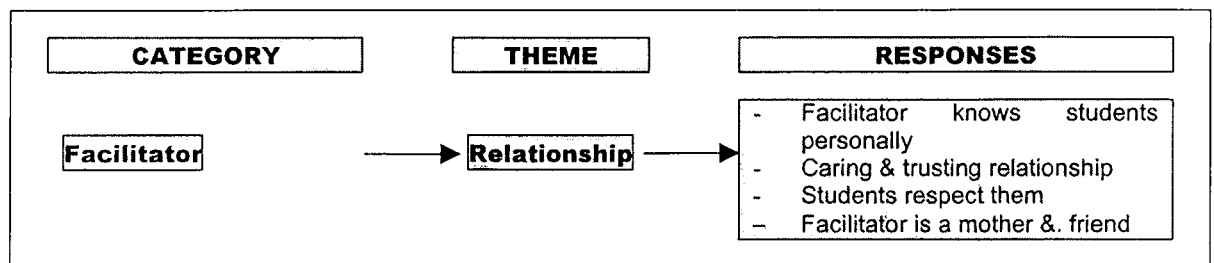 CATEGORY THEME RESPONSES
Facilitator Relationship
- Facilitator knows students
personally
- Caring & trusting relationship
- Students respect them
– Facilitator is a mother &. friend